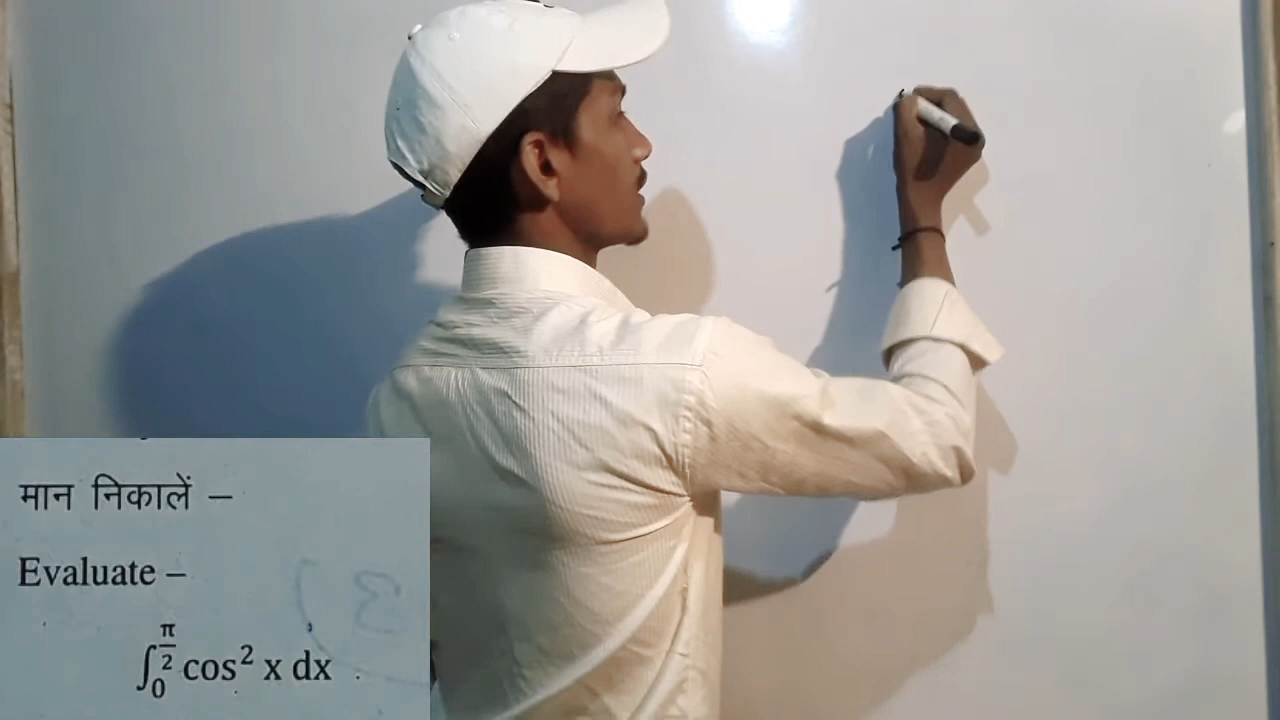 मान निकालें –
Evaluate –
∫₀^(π/2) cos² x dx .